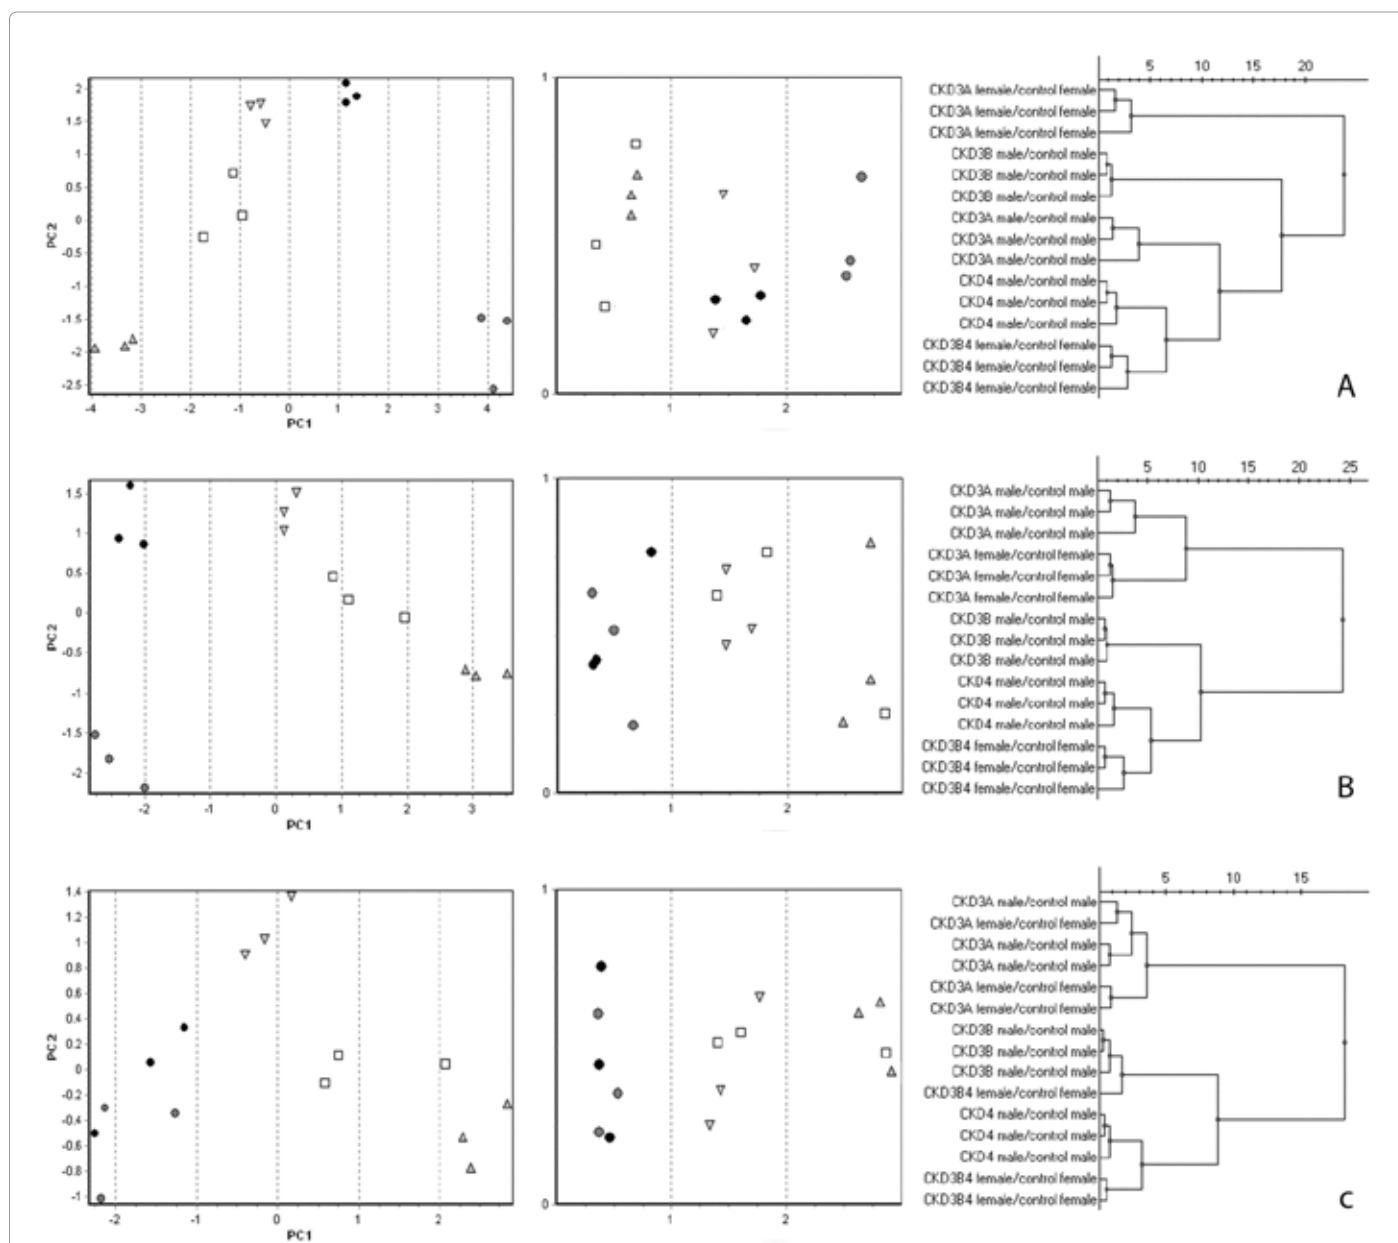 5 10 15 20
2
1.5
1
0.5
0
-0.5
-1
-1.5
-2
-2.5
PC2
-4 -3 -2 -1 0 1 2 3 4
PC1
1
0
1 2
CKD3A female/control female
CKD3A female/control female
CKD3A female/control female
CKD3B male/control male
CKD3B male/control male
CKD3B male/control male
CKD3A male/control male
CKD3A male/control male
CKD3A male/control male
CKD4 male/control male
CKD4 male/control male
CKD4 male/control male
CKD3B4 female/control female
CKD3B4 female/control female
CKD3B4 female/control female
A
5 10 15 20 25
1.5
1
0.5
0
-0.5
-1
-1.5
-2
PC2
-2 -1 0 1 2 3
PC1
1
0
1 2
CKD3A male/control male
CKD3A male/control male
CKD3A male/control male
CKD3A female/control female
CKD3A female/control female
CKD3A female/control female
CKD3B male/control male
CKD3B male/control male
CKD3B male/control male
CKD4 male/control male
CKD4 male/control male
CKD4 male/control male
CKD3B4 female/control female
CKD3B4 female/control female
CKD3B4 female/control female
B
5 10 15
1.4
1.2
1
0.8
0.6
0.4
0.2
0
-0.2
-0.4
-0.6
-0.8
-1
PC2
-2 -1 0 1 2
PC1
1
0
1 2
CKD3A male/control male
CKD3A female/control female
CKD3A male/control male
CKD3A male/control male
CKD3A female/control female
CKD3A female/control female
CKD3B male/control male
CKD3B male/control male
CKD3B male/control male
CKD3B4 female/control female
CKD4 male/control male
CKD4 male/control male
CKD4 male/control male
CKD3B4 female/control female
CKD3B4 female/control female
C